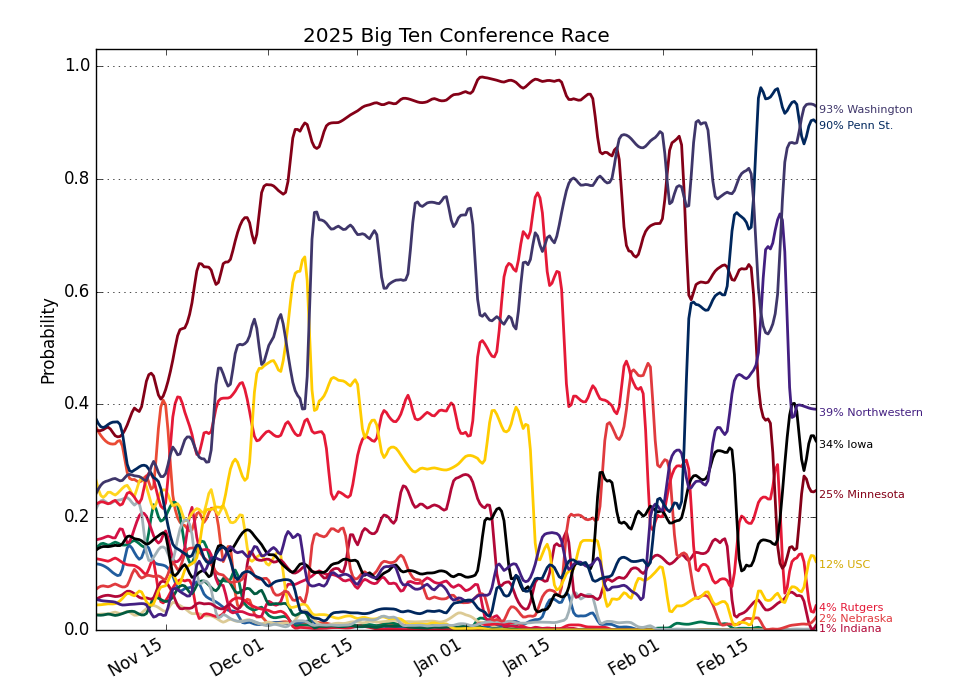 2025 Big Ten Conference Race
1.0
0.8
0.6
0.4
0.2
0.0
Probability
93% Washington
90% Penn St.
39% Northwestern
34% Iowa
25% Minnesota
12% USC
4% Rutgers
2% Nebraska
1% Indiana
Nov 15
Dec 01
Dec 15
Jan 01
Jan 15
Feb 01
Feb 15